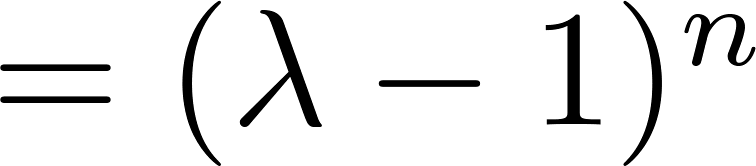 = (λ − 1)ⁿ